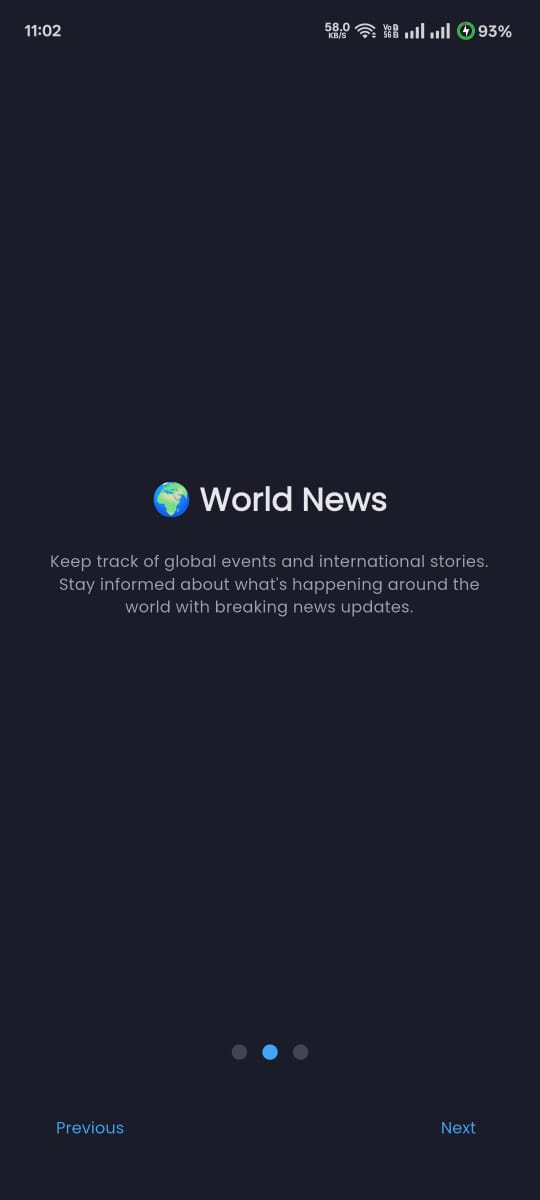 11:02
58.0
KB/S
Vo
5G 2
93%
🌍 World News
Keep track of global events and international stories.
Stay informed about what's happening around the
world with breaking news updates.
Previous
Next